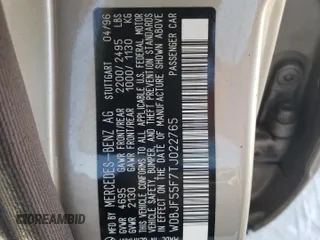 MERCEDES-BENZ AG STUTTGART 04/96
GAWR FRONT/REAR 2200/2495 LBS
GVWR 4695
GAWR FRONT/REAR 1000/1130 KG
GVWR 2130
THIS VEHICLE CONFORMS TO ALL APPLICABLE U.S. FEDERAL MOTOR
VEHICLE SAFETY, BUMPER, AND THEFT PREVENTION STANDARDS
IN EFFECT ON THE DATE OF MANUFACTURE SHOWN ABOVE.
WDBJF55F7TJ022765 PASSENGER CAR
IDREAMBID